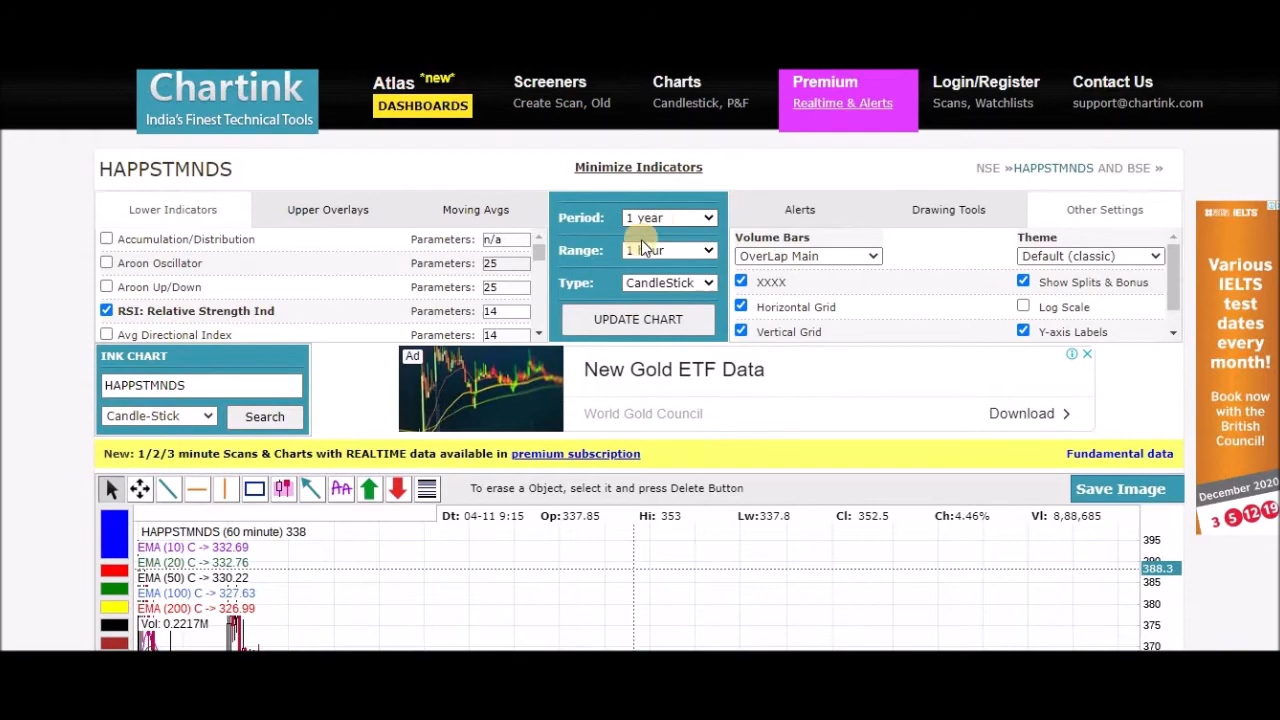 Chartink
India's Finest Technical Tools
Atlas *new*
DASHBOARDS
Screeners
Create Scan, Old
Charts
Candlestick, P&F
Premium
Realtime & Alerts
Login/Register
Scans, Watchlists
Contact Us
support@chartink.com
HAPPSTMNDS
Minimize Indicators
NSE »HAPPSTMNDS AND BSE »
Lower Indicators
Upper Overlays
Moving Avgs
Accumulation/Distribution Parameters: n/a
Aroon Oscillator Parameters: 25
Aroon Up/Down Parameters: 25
RSI: Relative Strength Ind Parameters: 14
Avg Directional Index Parameters: 14
Period: 1 year
Range: 1 hour
Type: CandleStick
UPDATE CHART
Alerts
Drawing Tools
Other Settings
Volume Bars
OverLap Main
Theme
Default (classic)
XXXX
Show Splits & Bonus
Horizontal Grid
Log Scale
Vertical Grid
Y-axis Labels
INK CHART
HAPPSTMNDS
Candle-Stick
Search
Ad
New Gold ETF Data
World Gold Council
Download
IELTS
Various
IELTS
test
dates
every
month!
Book now
with the
British
Council!
December 2020
3 5 12 19
New: 1/2/3 minute Scans & Charts with REALTIME data available in premium subscription
Fundamental data
To erase a Object, select it and press Delete Button
Save Image
Dt: 04-11 9:15 Op:337.85 Hi: 353 Lw:337.8 Cl: 352.5 Ch:4.46% Vl: 8,88,685
HAPPSTMNDS (60 minute) 338
EMA (10) C -> 332.69
EMA (20) C -> 332.76
EMA (50) C -> 330.22
EMA (100) C -> 327.63
EMA (200) C -> 326.99
Vol: 0.2217M
395
388.3
385
380
375
370